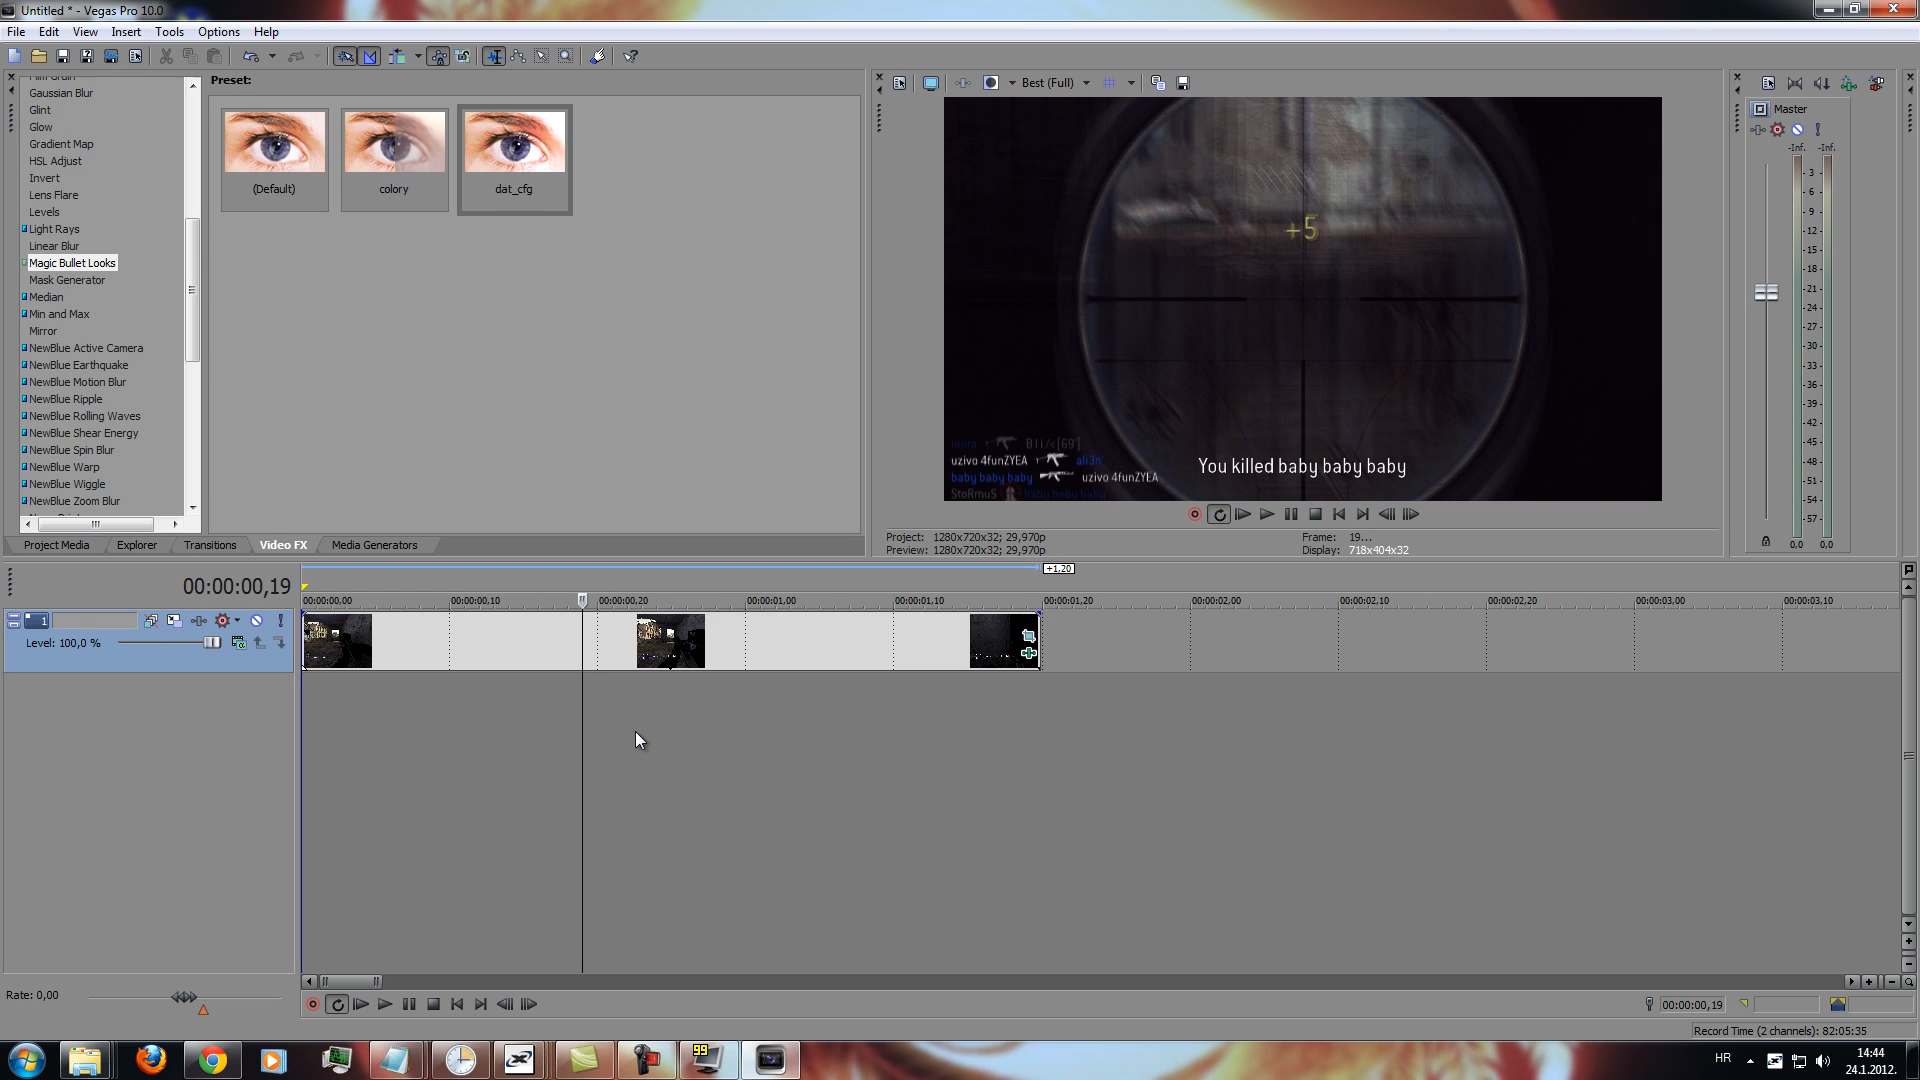 Untitled * - Vegas Pro 10.0
File Edit View Insert Tools Options Help
Film Grain
Gaussian Blur
Glint
Glow
Gradient Map
HSL Adjust
Invert
Lens Flare
Levels
Light Rays
Linear Blur
Magic Bullet Looks
Mask Generator
Median
Min and Max
Mirror
NewBlue Active Camera
NewBlue Earthquake
NewBlue Motion Blur
NewBlue Ripple
NewBlue Rolling Waves
NewBlue Shear Energy
NewBlue Spin Blur
NewBlue Warp
NewBlue Wiggle
NewBlue Zoom Blur
Preset:
(Default) colory dat_cfg
Project Media Explorer Transitions Video FX Media Generators
Best (Full)
+5
uzivo 4funZYEA ali3n
baby baby baby uzivo 4funZYEA
StoRmuS baby baby baby
You killed baby baby baby
Project: 1280x720x32; 29,970p
Preview: 1280x720x32; 29,970p
Frame: 19...
Display: 718x404x32
Master
-Inf. -Inf.
- 3 -
- 6 -
- 9 -
- 12 -
- 15 -
- 18 -
- 21 -
- 24 -
- 27 -
- 30 -
- 33 -
- 36 -
- 39 -
- 42 -
- 45 -
- 48 -
- 51 -
- 54 -
- 57 -
0,0 0,0
+1,20
00:00:00,19
00:00:00,00 00:00:00,10 00:00:00,20 00:00:01,00 00:00:01,10 00:00:01,20 00:00:02,00 00:00:02,10 00:00:02,20 00:00:03,00 00:00:03,10
1
Level: 100,0 %
Rate: 0,00
00:00:00,19
Record Time (2 channels): 82:05:35
99
HR
14:44
24.1.2012.